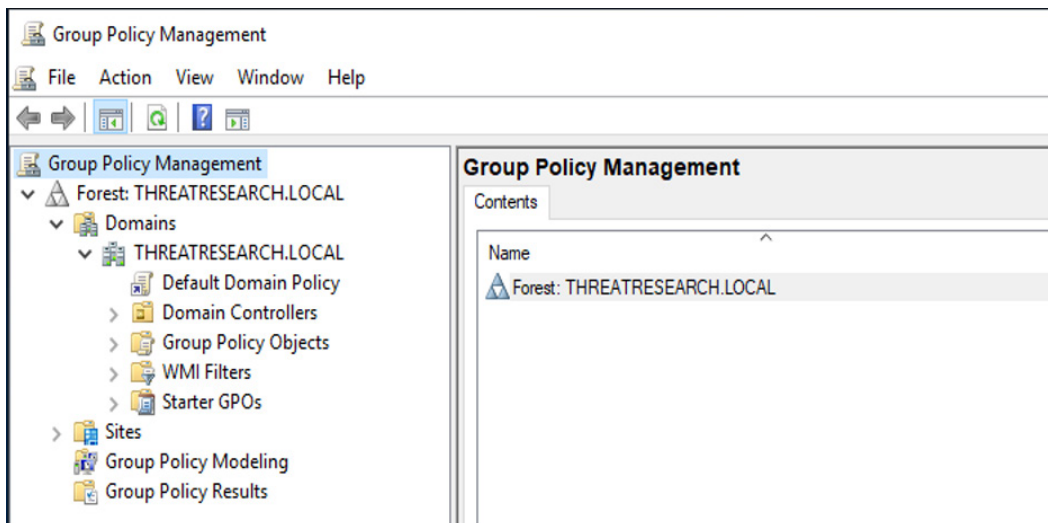 Group Policy Management
File Action View Window Help
Group Policy Management
Forest: THREATRESEARCH.LOCAL
Domains
THREATRESEARCH.LOCAL
Default Domain Policy
Domain Controllers
Group Policy Objects
WMI Filters
Starter GPOs
Sites
Group Policy Modeling
Group Policy Results
Group Policy Management
Contents
Name
Forest: THREATRESEARCH.LOCAL